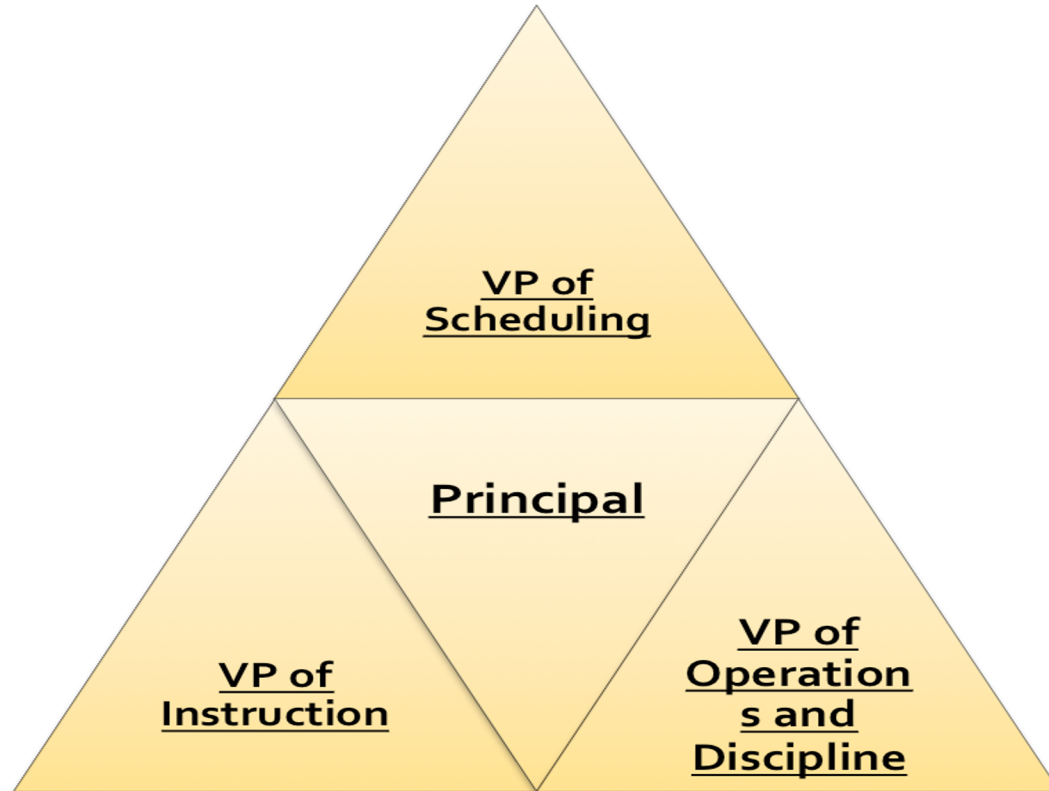 VP of
Scheduling
Principal
VP of
Instruction
VP of
Operation
s and
Discipline